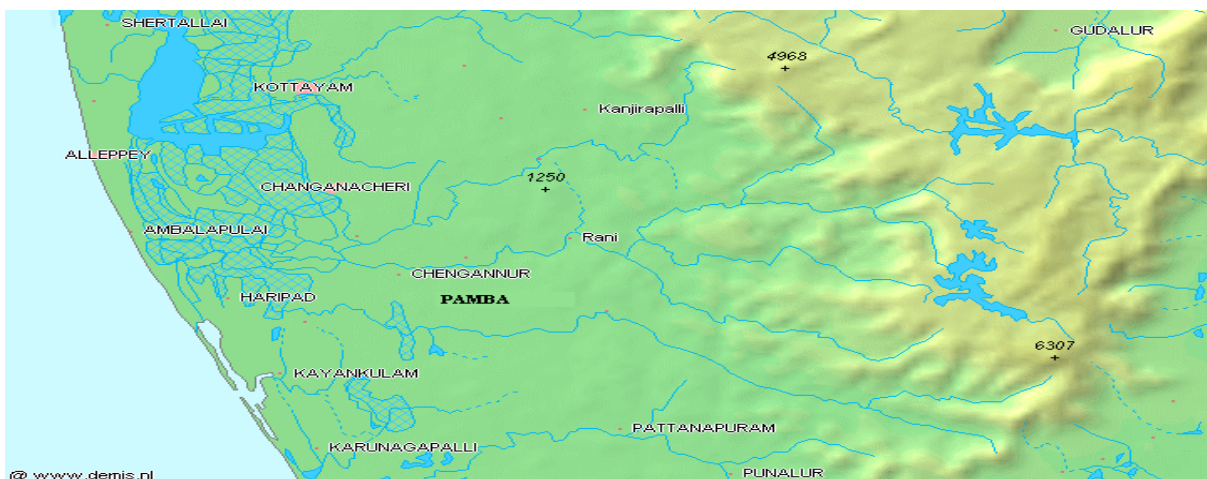 SHERTALLAI
GUDALUR
4968
KOTTAYAM
Kanjirapalli
ALLEPPEY
1250
CHANGANACHERI
AMBALAPULAI
Rani
CHENGANNUR
HARIPAD
PAMBA
6307
KAYANKULAM
PATTANAPURAM
KARUNAGAPALLI
PUNALUR
@ www.demis.nl